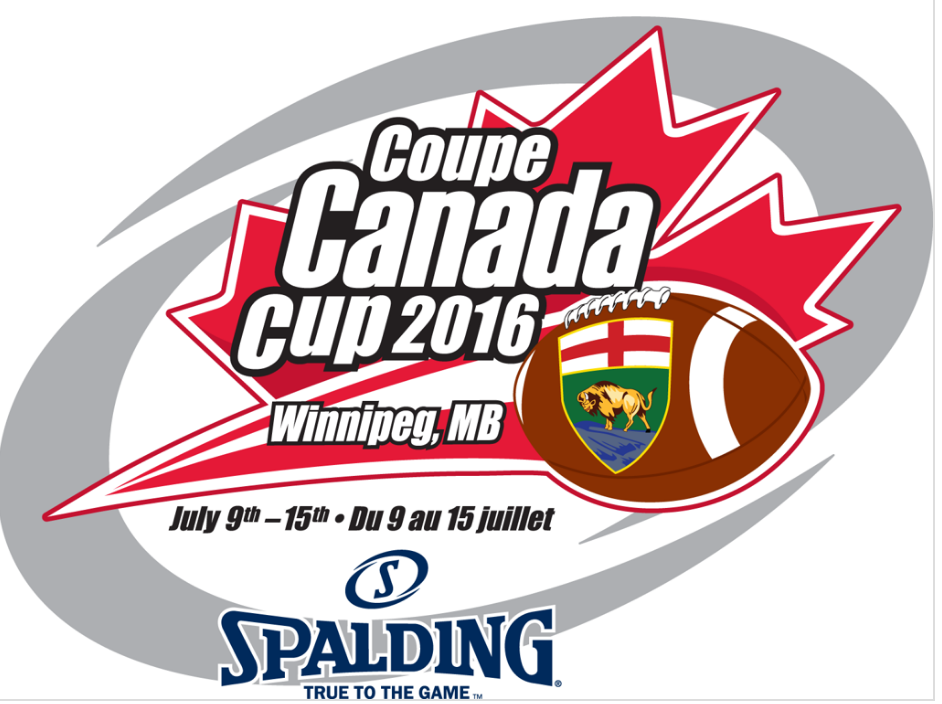 Coupe
Canada
Cup 2016
Winnipeg, MB
July 9th – 15th • Du 9 au 15 juillet
S
SPALDING®
TRUE TO THE GAME™